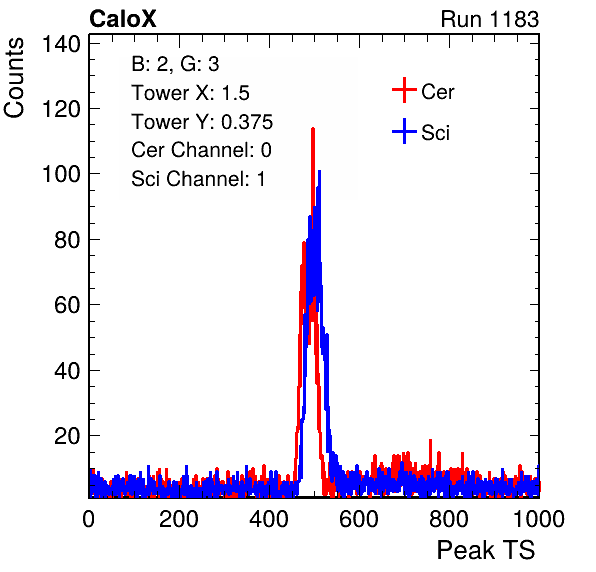 CaloX
Run 1183
Counts
B: 2, G: 3
Tower X: 1.5
Tower Y: 0.375
Cer Channel: 0
Sci Channel: 1
Cer
Sci
140
120
100
80
60
40
20
0 200 400 600 800 1000
Peak TS